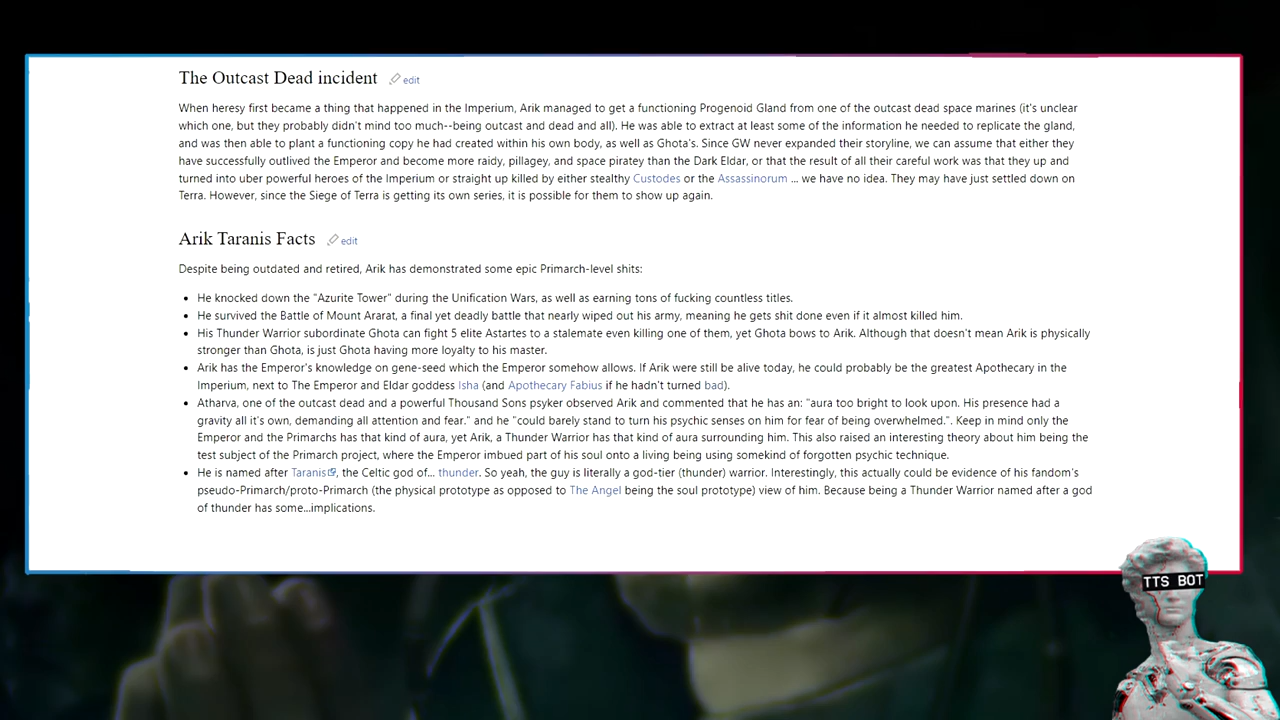 The Outcast Dead incident edit
When heresy first became a thing that happened in the Imperium, Arik managed to get a functioning Progenoid Gland from one of the outcast dead space marines (it's unclear
which one, but they probably didn't mind too much--being outcast and dead and all). He was able to extract at least some of the information he needed to replicate the gland,
and was then able to plant a functioning copy he had created within his own body, as well as Ghota's. Since GW never expanded their storyline, we can assume that either they
have successfully outlived the Emperor and become more raidy, pillagey, and space piratey than the Dark Eldar, or that the result of all their careful work was that they up and
turned into uber powerful heroes of the Imperium or straight up killed by either stealthy Custodes or the Assassinorum ... we have no idea. They may have just settled down on
Terra. However, since the Siege of Terra is getting its own series, it is possible for them to show up again.
Arik Taranis Facts edit
Despite being outdated and retired, Arik has demonstrated some epic Primarch-level shits:
• He knocked down the "Azurite Tower" during the Unification Wars, as well as earning tons of fucking countless titles.
• He survived the Battle of Mount Ararat, a final yet deadly battle that nearly wiped out his army, meaning he gets shit done even if it almost killed him.
• His Thunder Warrior subordinate Ghota can fight 5 elite Astartes to a stalemate even killing one of them, yet Ghota bows to Arik. Although that doesn't mean Arik is physically
stronger than Ghota, is just Ghota having more loyalty to his master.
• Arik has the Emperor's knowledge on gene-seed which the Emperor somehow allows. If Arik were still be alive today, he could probably be the greatest Apothecary in the
Imperium, next to The Emperor and Eldar goddess Isha (and Apothecary Fabius if he hadn't turned bad).
• Atharva, one of the outcast dead and a powerful Thousand Sons psyker observed Arik and commented that he has an: "aura too bright to look upon. His presence had a
gravity all it's own, demanding all attention and fear." and he "could barely stand to turn his psychic senses on him for fear of being overwhelmed.". Keep in mind only the
Emperor and the Primarchs has that kind of aura, yet Arik, a Thunder Warrior has that kind of aura surrounding him. This also raised an interesting theory about him being the
test subject of the Primarch project, where the Emperor imbued part of his soul onto a living being using somekind of forgotten psychic technique.
• He is named after Taranis, the Celtic god of... thunder. So yeah, the guy is literally a god-tier (thunder) warrior. Interestingly, this actually could be evidence of his fandom's
pseudo-Primarch/proto-Primarch (the physical prototype as opposed to The Angel being the soul prototype) view of him. Because being a Thunder Warrior named after a god
of thunder has some...implications.
TTS BOT